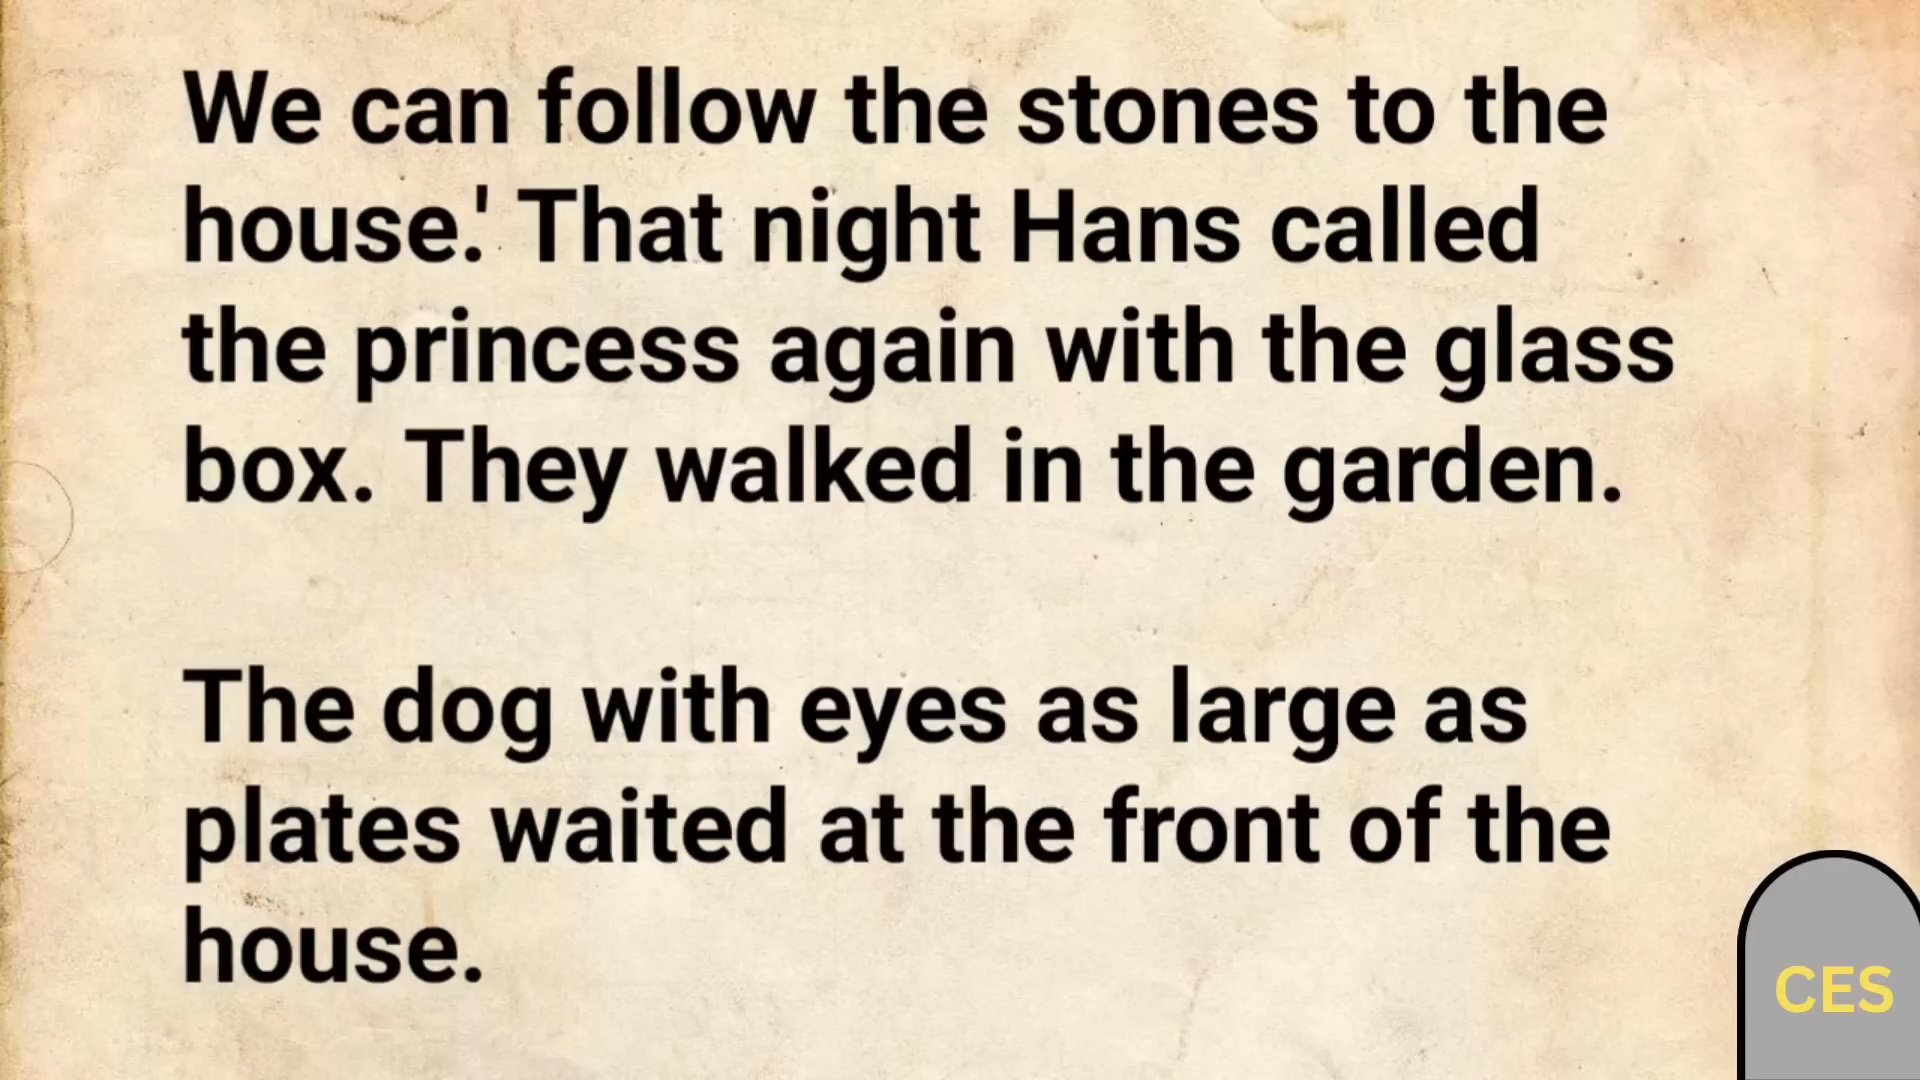 We can follow the stones to the
house.' That night Hans called
the princess again with the glass
box. They walked in the garden.
The dog with eyes as large as
plates waited at the front of the
house.
CES